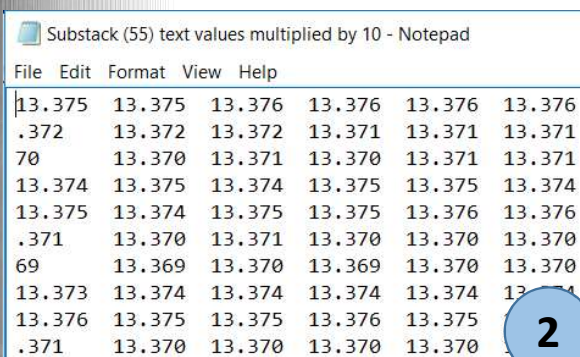 Substack (55) text values multiplied by 10 - Notepad
File Edit Format View Help
13.375 13.375 13.376 13.376 13.376 13.376
.372 13.372 13.372 13.371 13.371 13.371
70 13.370 13.371 13.370 13.371 13.371
13.374 13.375 13.374 13.375 13.375 13.374
13.375 13.374 13.375 13.375 13.376 13.376
.371 13.370 13.371 13.370 13.370 13.370
69 13.369 13.370 13.369 13.370 13.370
13.373 13.374 13.374 13.374 13.374
13.376 13.375 13.375 13.376 13.375
.371 13.370 13.370 13.370 13.370
2